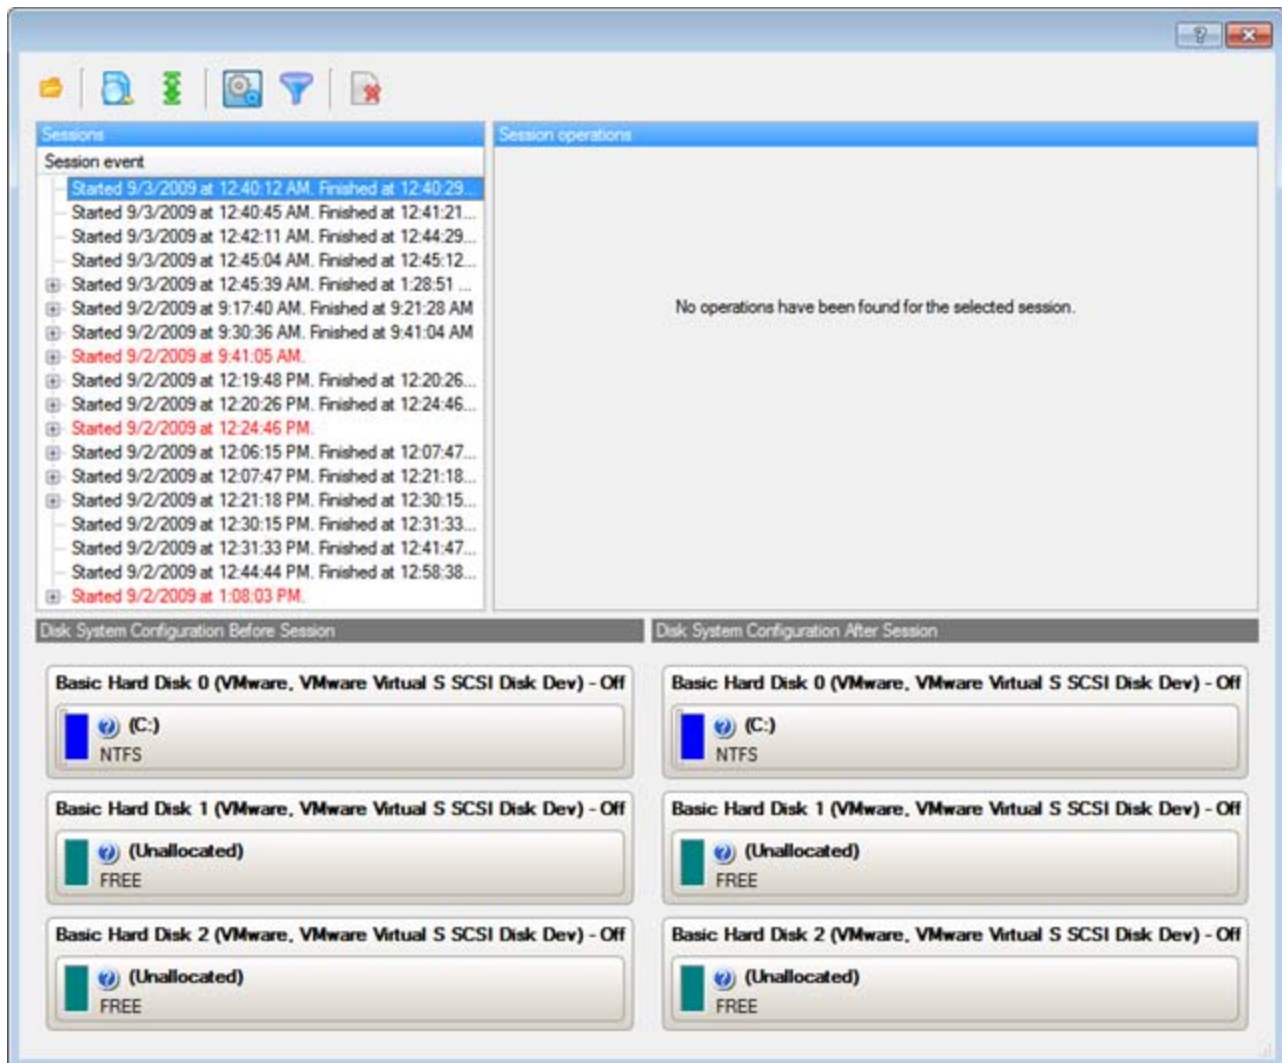 Sessions
Session event
Started 9/3/2009 at 12:40:12 AM. Finished at 12:40:29...
Started 9/3/2009 at 12:40:45 AM. Finished at 12:41:21...
Started 9/3/2009 at 12:42:11 AM. Finished at 12:44:29...
Started 9/3/2009 at 12:45:04 AM. Finished at 12:45:12...
Started 9/3/2009 at 12:45:39 AM. Finished at 1:28:51 ...
Started 9/2/2009 at 9:17:40 AM. Finished at 9:21:28 AM
Started 9/2/2009 at 9:30:36 AM. Finished at 9:41:04 AM
Started 9/2/2009 at 9:41:05 AM.
Started 9/2/2009 at 12:19:48 PM. Finished at 12:20:26...
Started 9/2/2009 at 12:20:26 PM. Finished at 12:24:46...
Started 9/2/2009 at 12:24:46 PM.
Started 9/2/2009 at 12:06:15 PM. Finished at 12:07:47...
Started 9/2/2009 at 12:07:47 PM. Finished at 12:21:18...
Started 9/2/2009 at 12:21:18 PM. Finished at 12:30:15...
Started 9/2/2009 at 12:30:15 PM. Finished at 12:31:33...
Started 9/2/2009 at 12:31:33 PM. Finished at 12:41:47...
Started 9/2/2009 at 12:44:44 PM. Finished at 12:58:38...
Started 9/2/2009 at 1:08:03 PM.
Session operations
No operations have been found for the selected session.
Disk System Configuration Before Session
Basic Hard Disk 0 (VMware, VMware Virtual S SCSI Disk Dev) - Off
(C:)
NTFS
Basic Hard Disk 1 (VMware, VMware Virtual S SCSI Disk Dev) - Off
(Unallocated)
FREE
Basic Hard Disk 2 (VMware, VMware Virtual S SCSI Disk Dev) - Off
(Unallocated)
FREE
Disk System Configuration After Session
Basic Hard Disk 0 (VMware, VMware Virtual S SCSI Disk Dev) - Off
(C:)
NTFS
Basic Hard Disk 1 (VMware, VMware Virtual S SCSI Disk Dev) - Off
(Unallocated)
FREE
Basic Hard Disk 2 (VMware, VMware Virtual S SCSI Disk Dev) - Off
(Unallocated)
FREE